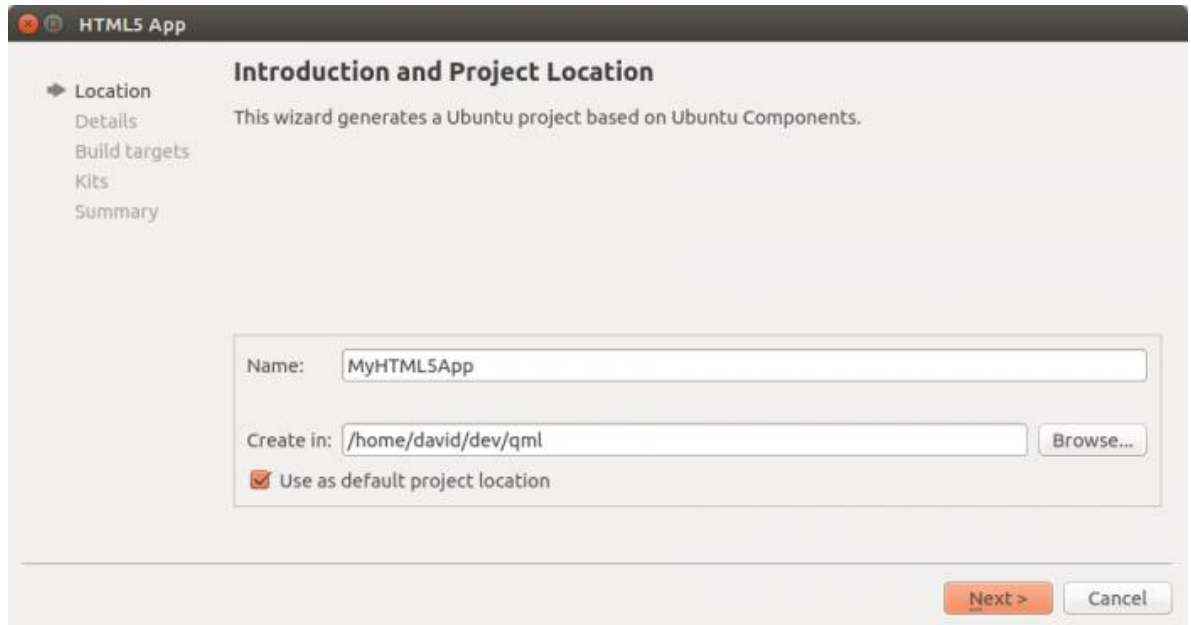 HTML5 App
Location
Details
Build targets
Kits
Summary
Introduction and Project Location
This wizard generates a Ubuntu project based on Ubuntu Components.
Name: MyHTML5App
Create in: /home/david/dev/qml Browse...
Use as default project location
Next > Cancel